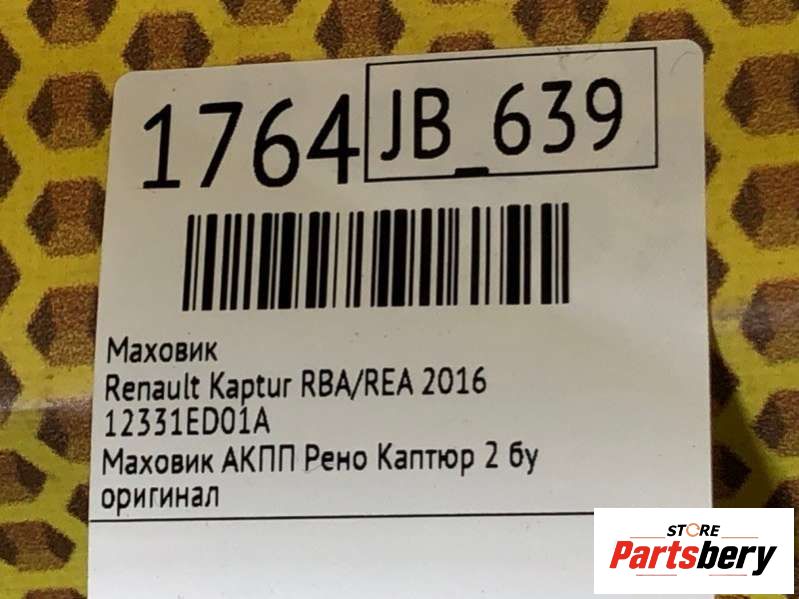 1764 JB_639
Маховик
Renault Kaptur RBA/REA 2016
12331ED01A
Маховик АКПП Рено Каптюр 2 бу
оригинал
STORE
Partsbery